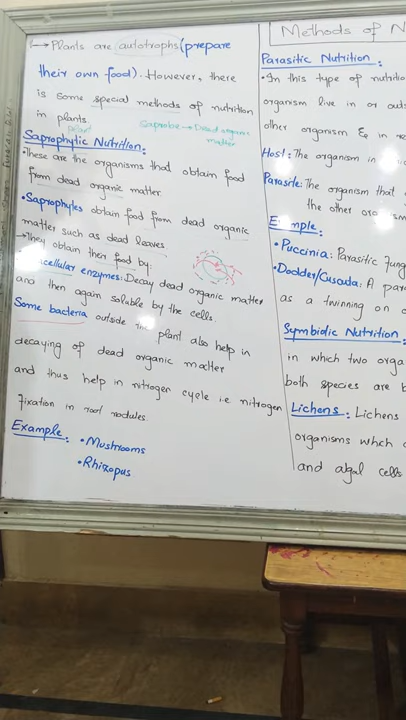 Methods of N
→ Plants are autotrophs (prepare
their own food). However, there
is some special methods of nutrition
in plants.
plant
Saprobe → Dead organic
matter
Saprophytic Nutrition:
•These are the organisms that obtain food
from dead organic matter.
•Saprophytes obtain food from dead organic
matter such as dead leaves
→They obtain their food by:
cellular enzymes: Decay dead organic matter
and then again soluble by the cells.
Some bacteria outside the plant also help in
decaying of dead organic matter
and thus help in nitrogen cycle i.e nitrogen
fixation in root nodules.
Example:
•Mushrooms
•Rhizopus
Parasitic Nutrition:
•In this type of nutritio
organism live in or out
other organism & in
Host: The organism in
Parasite: The organism that
the other
•Puccinia: Parasitic fung
•Dodder/Cuscuta: A par
as a twinning on
Symbiotic Nutrition:
in which two orga
both species are b
Lichens: Lichens
organisms which
and algal cells